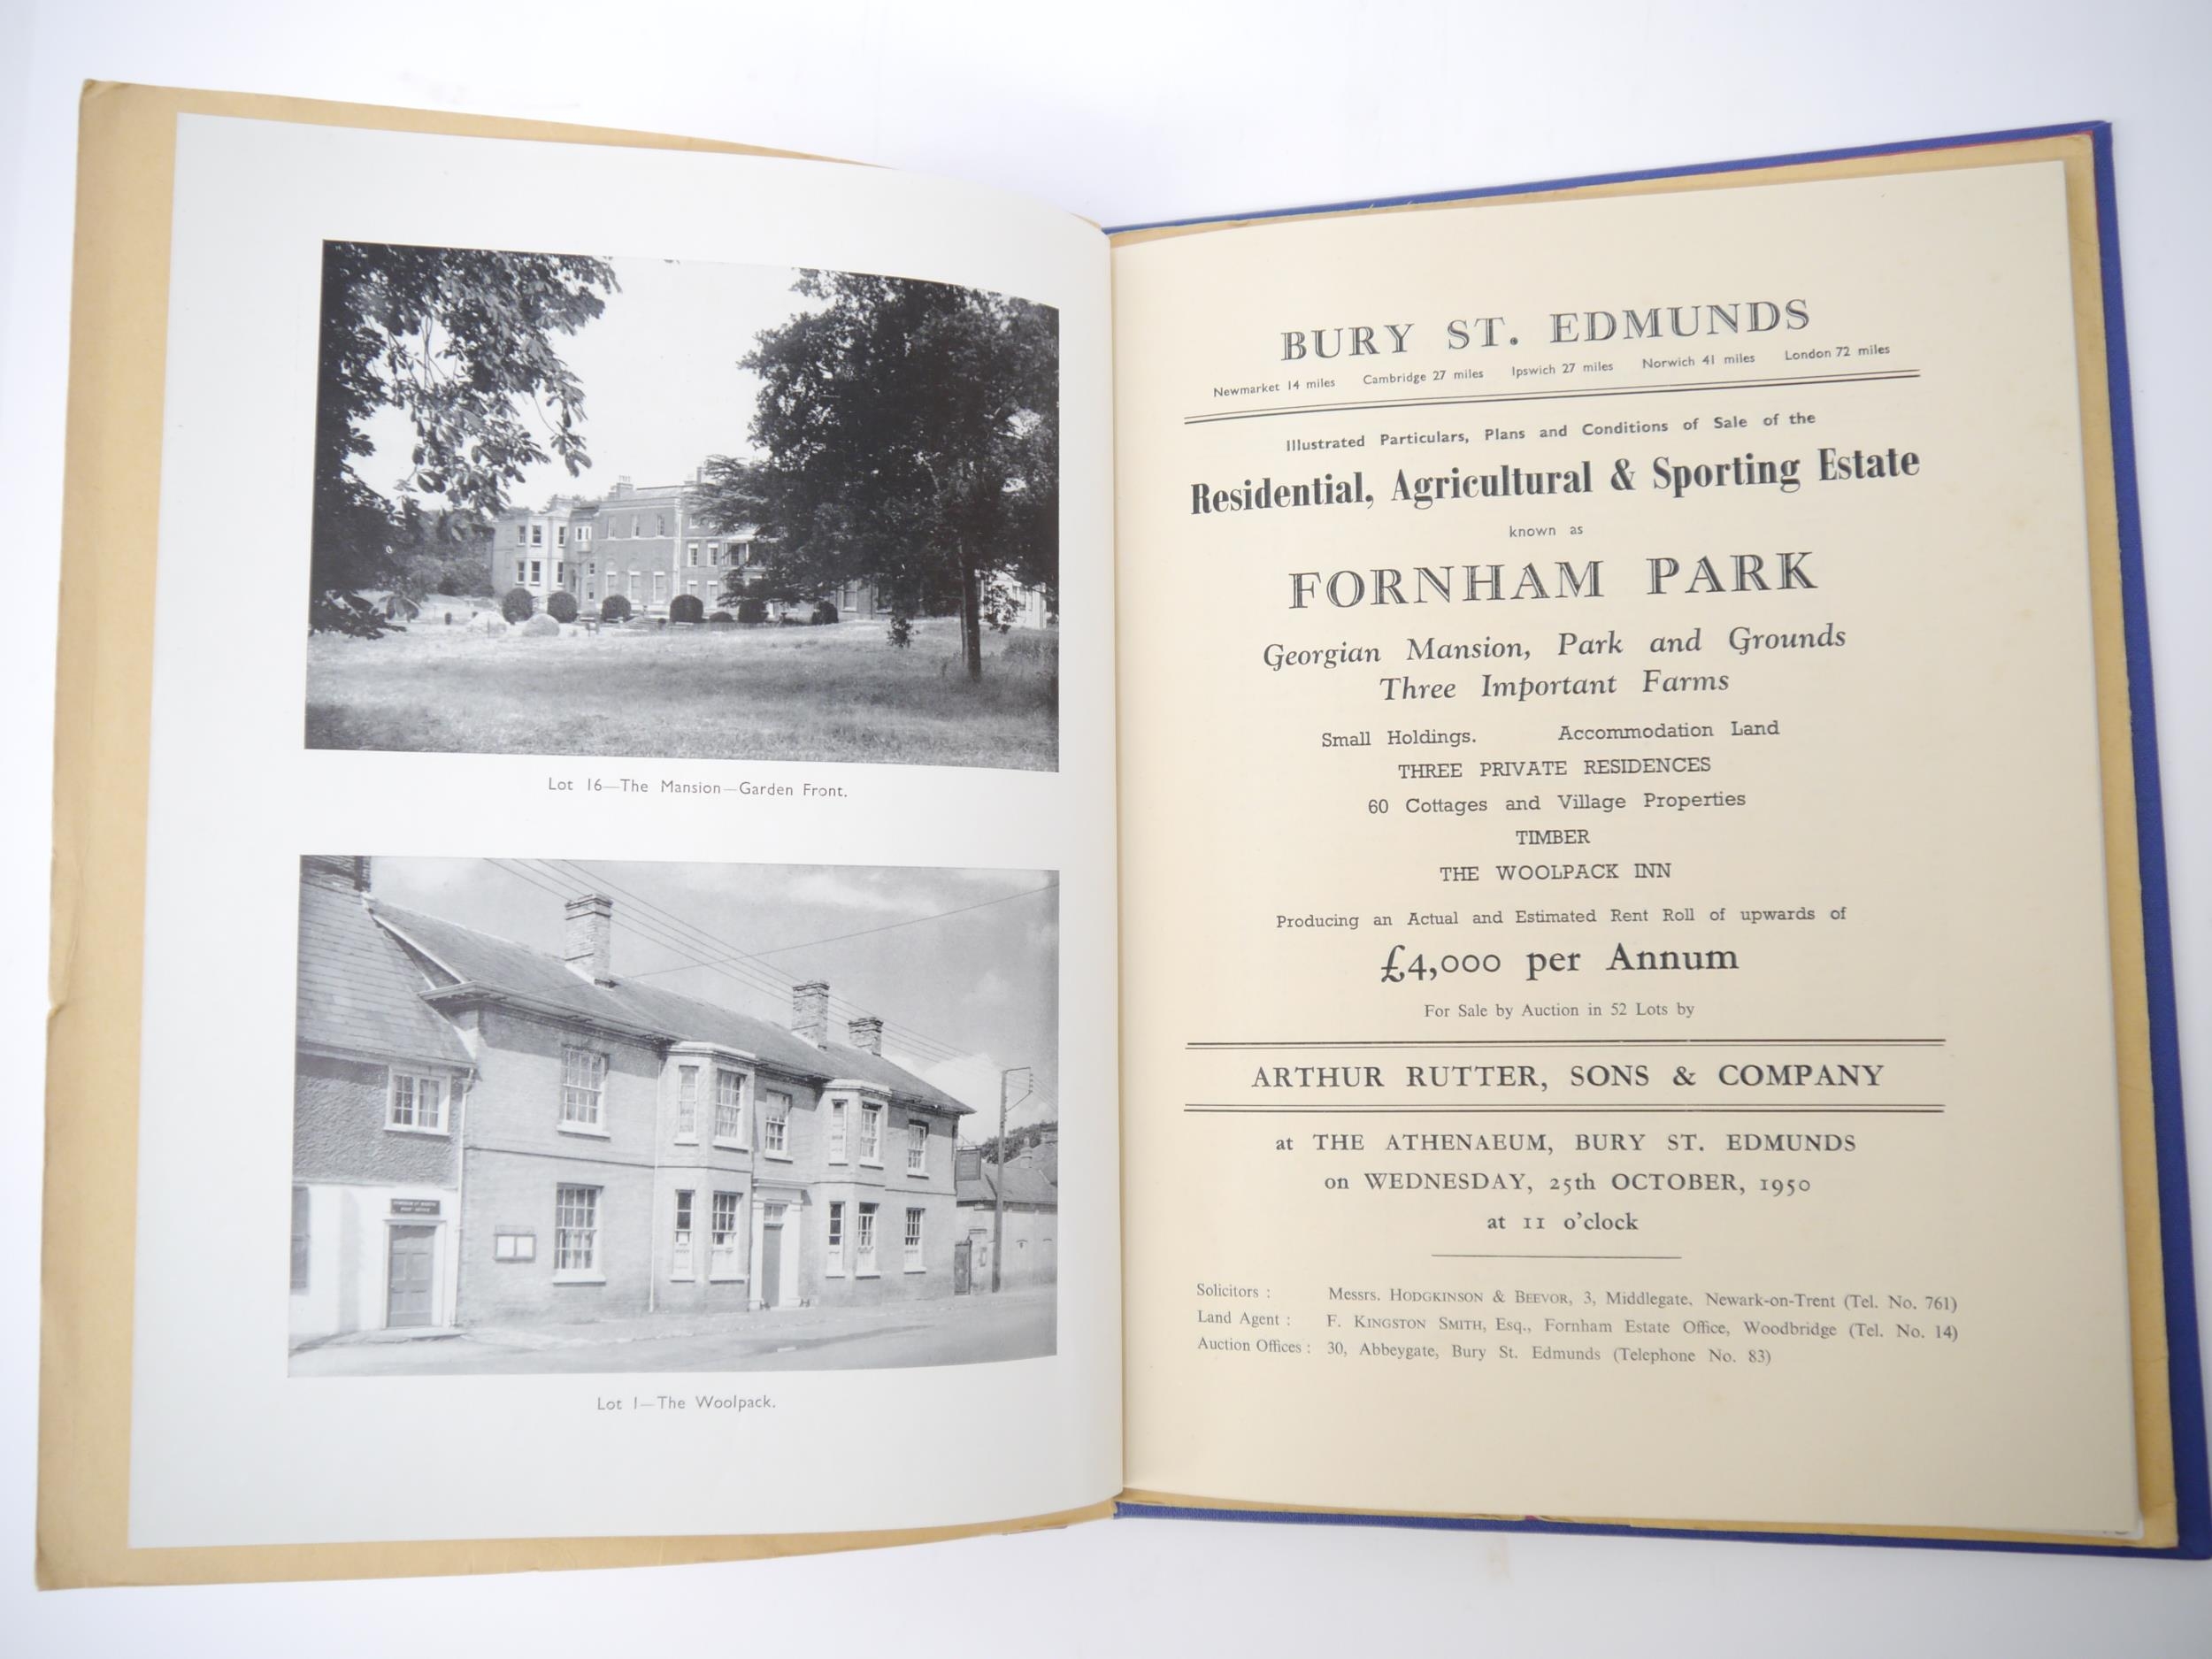 Lot 16—The Mansion—Garden Front.
Lot 1—The Woolpack.
BURY ST. EDMUNDS
Newmarket 14 miles Cambridge 27 miles Ipswich 27 miles Norwich 41 miles London 72 miles
Illustrated Particulars, Plans and Conditions of Sale of the
Residential, Agricultural & Sporting Estate
known as
FORNHAM PARK
Georgian Mansion, Park and Grounds
Three Important Farms
Small Holdings. Accommodation Land
THREE PRIVATE RESIDENCES
60 Cottages and Village Properties
TIMBER
THE WOOLPACK INN
Producing an Actual and Estimated Rent Roll of upwards of
£4,000 per Annum
For Sale by Auction in 52 Lots by
ARTHUR RUTTER, SONS & COMPANY
at THE ATHENAEUM, BURY ST. EDMUNDS
on WEDNESDAY, 25th OCTOBER, 1950
at 11 o'clock
Solicitors : Messrs. HODGKINSON & BEEVOR, 3, Middlegate, Newark-on-Trent (Tel. No. 761)
Land Agent : F. KINGSTON SMITH, Esq., Fornham Estate Office, Woodbridge (Tel. No. 14)
Auction Offices : 30, Abbeygate, Bury St. Edmunds (Telephone No. 83)